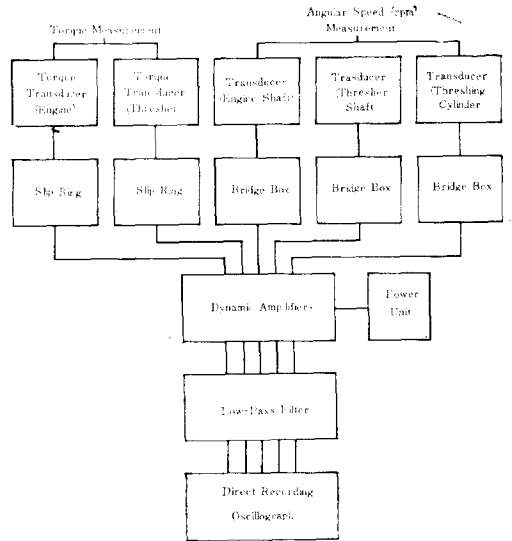 Torque Measurement
Angular Speed (rpm)
Measurement
Torque
Transducer
(Engine)
Torque
Transducer
(Thresher
Transducer
(Engine Shaft)
Trasducer
(Thresher
Shaft
Transducer
(Threshing
Cylinder
Slip Ring
Slip Ring
Bridge Box
Bridge Box
Bridge Box
Dynamic Amplifiers
Power
Unit
Low-Pass Filter
Direct Recording
Oscillograph